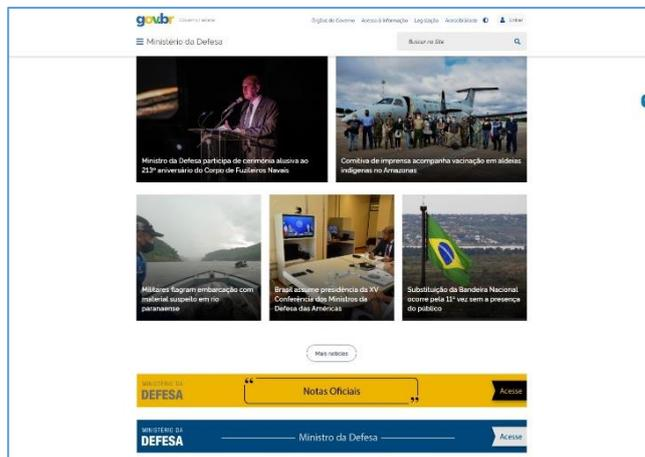 gov.br Governo Federal
Órgãos do Governo Acesso à Informação Legislação Acessibilidade Entrar
Ministério da Defesa
Buscar no Site
Ministro da Defesa participa de cerimônia alusiva ao
213º aniversário do Corpo de Fuzileiros Navais
Comitiva de imprensa acompanha vacinação em aldeias
indígenas no Amazonas
Militares flagram embarcação com
material suspeito em rio
paranaense
Brasil assume presidência da XV
Conferência dos Ministros da
Defesa das Américas
Substituição da Bandeira Nacional
ocorre pela 11ª vez sem a presença
do público
Mais notícias
MINISTÉRIO DA
DEFESA
“ Notas Oficiais ”
Acesse
MINISTÉRIO DA
DEFESA
Ministro da Defesa
Acesse